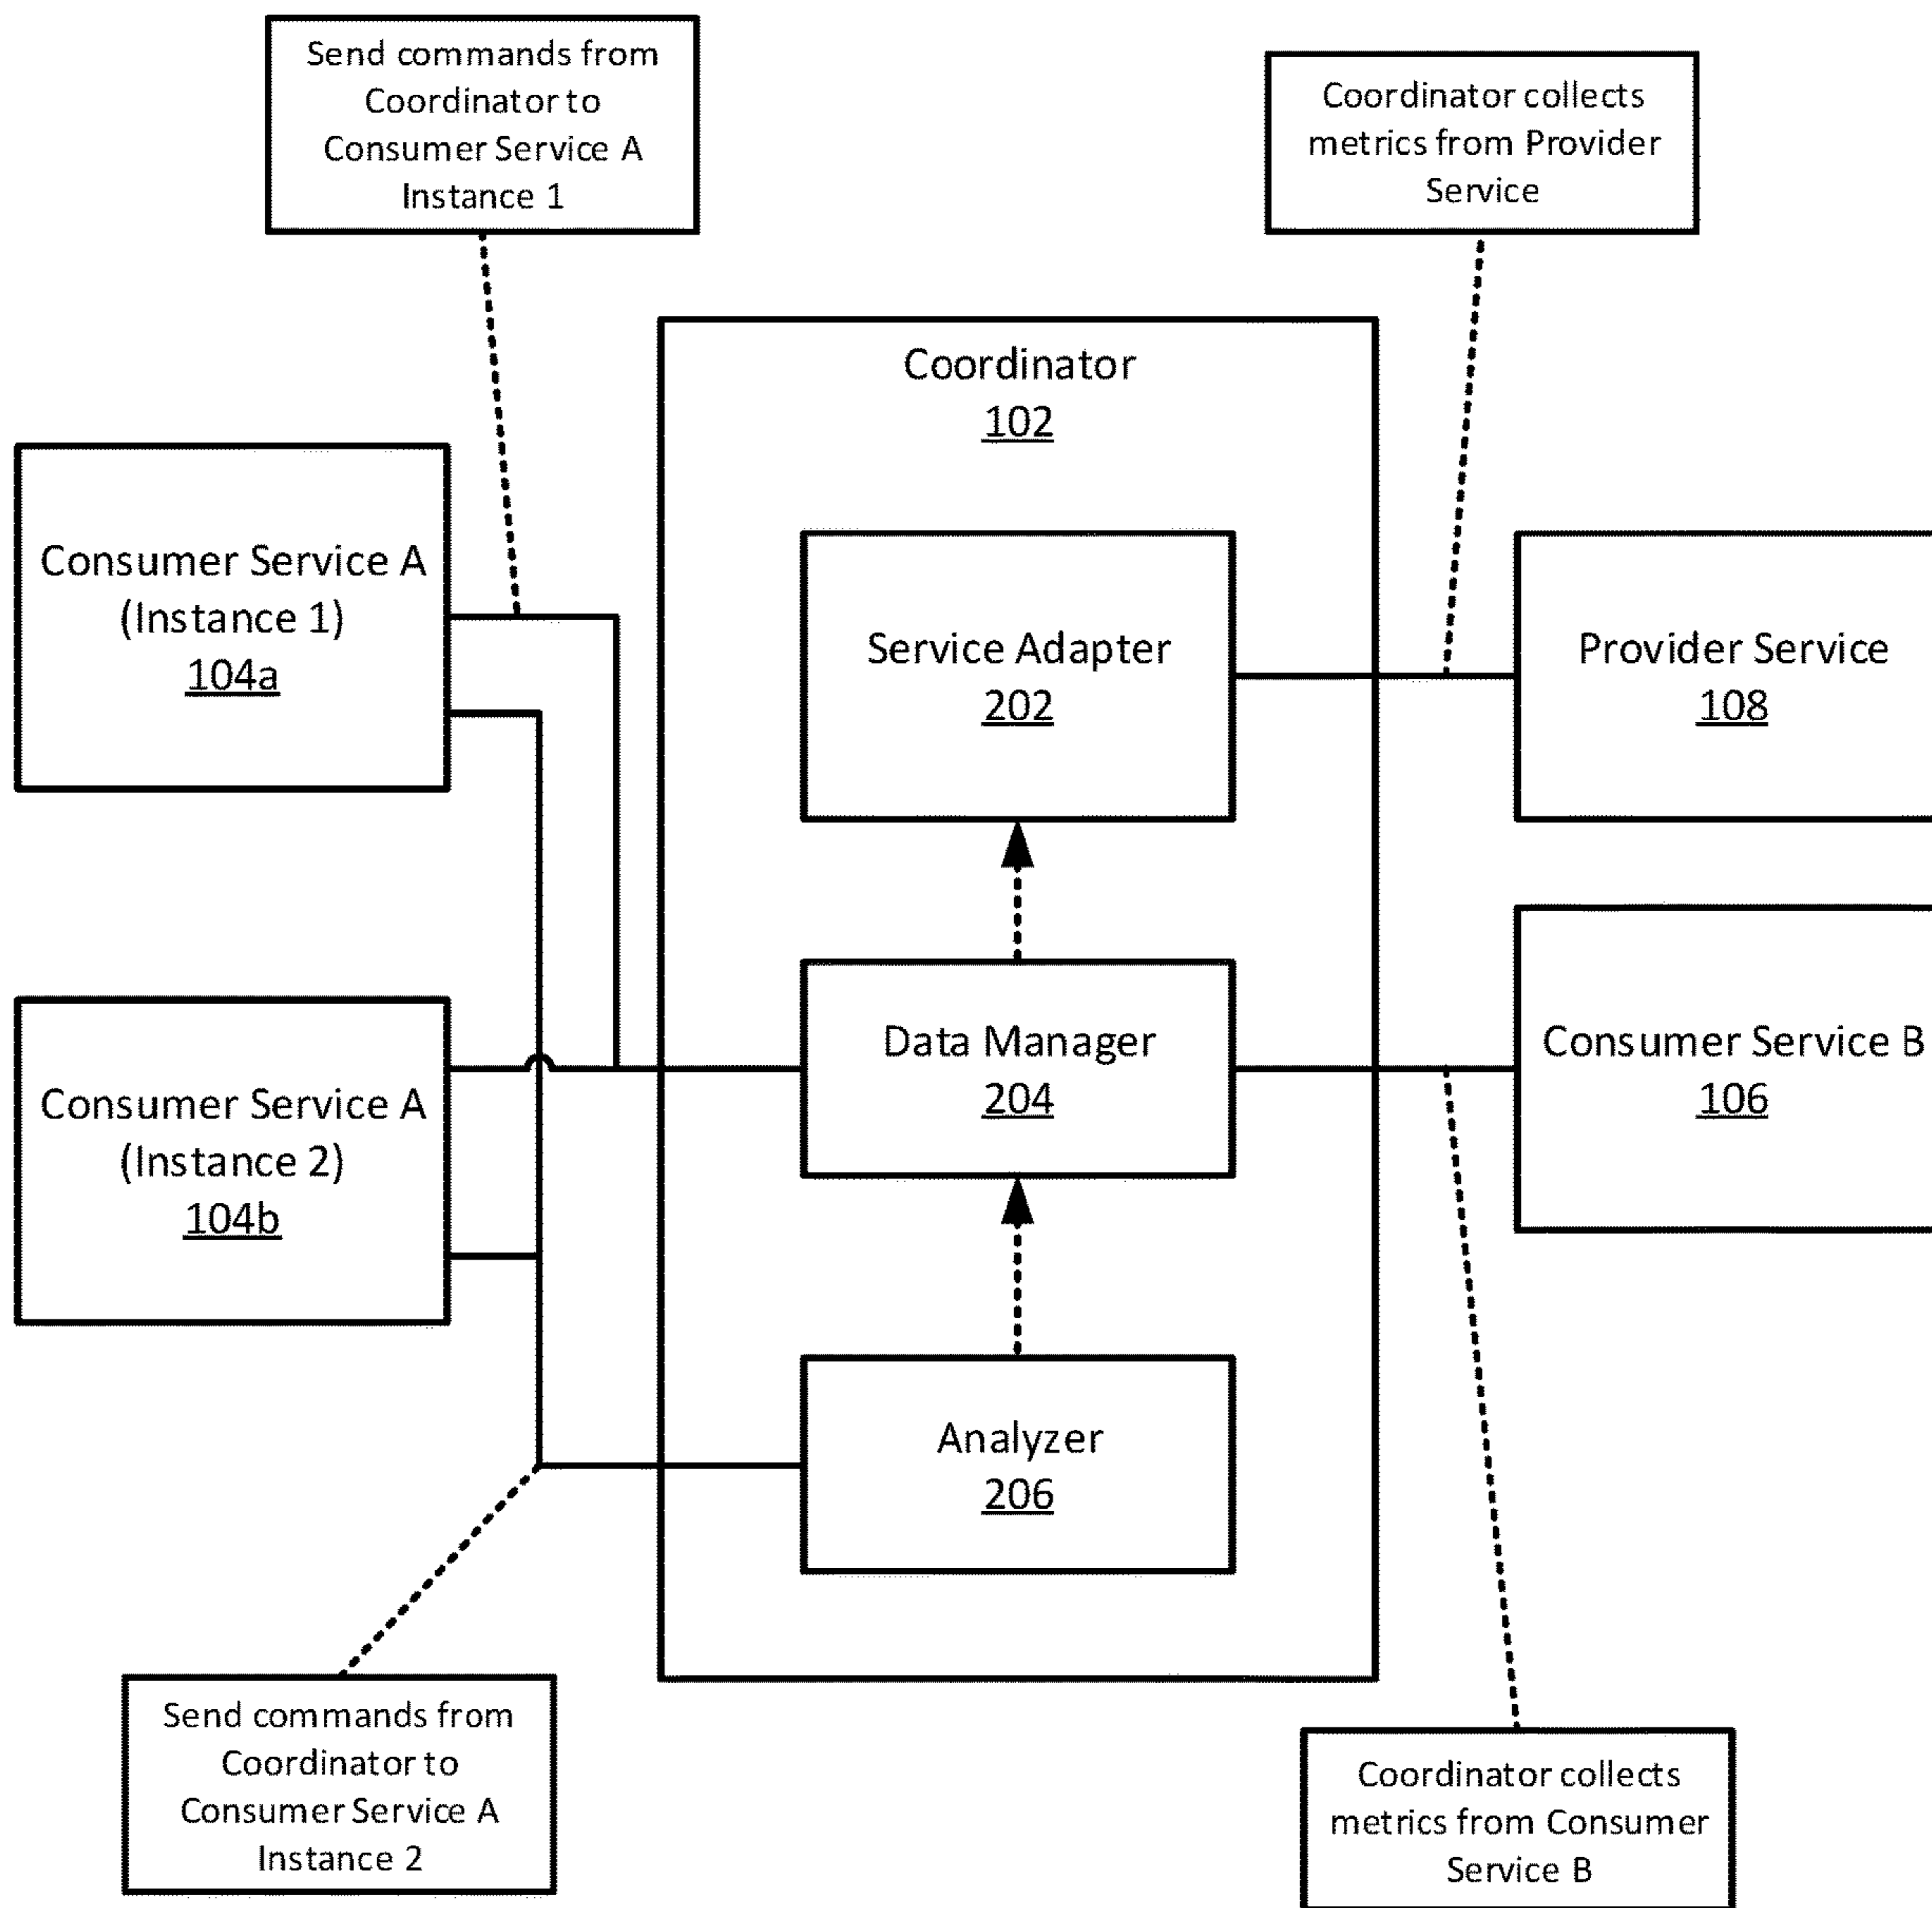 Send commands from
Coordinator to
Consumer Service A
Instance 1
Coordinator collects
metrics from Provider
Service
Coordinator
102
Consumer Service A
(Instance 1)
104a
Service Adapter
202
Provider Service
108
Consumer Service A
(Instance 2)
104b
Data Manager
204
Consumer Service B
106
Analyzer
206
Send commands from
Coordinator to
Consumer Service A
Instance 2
Coordinator collects
metrics from Consumer
Service B